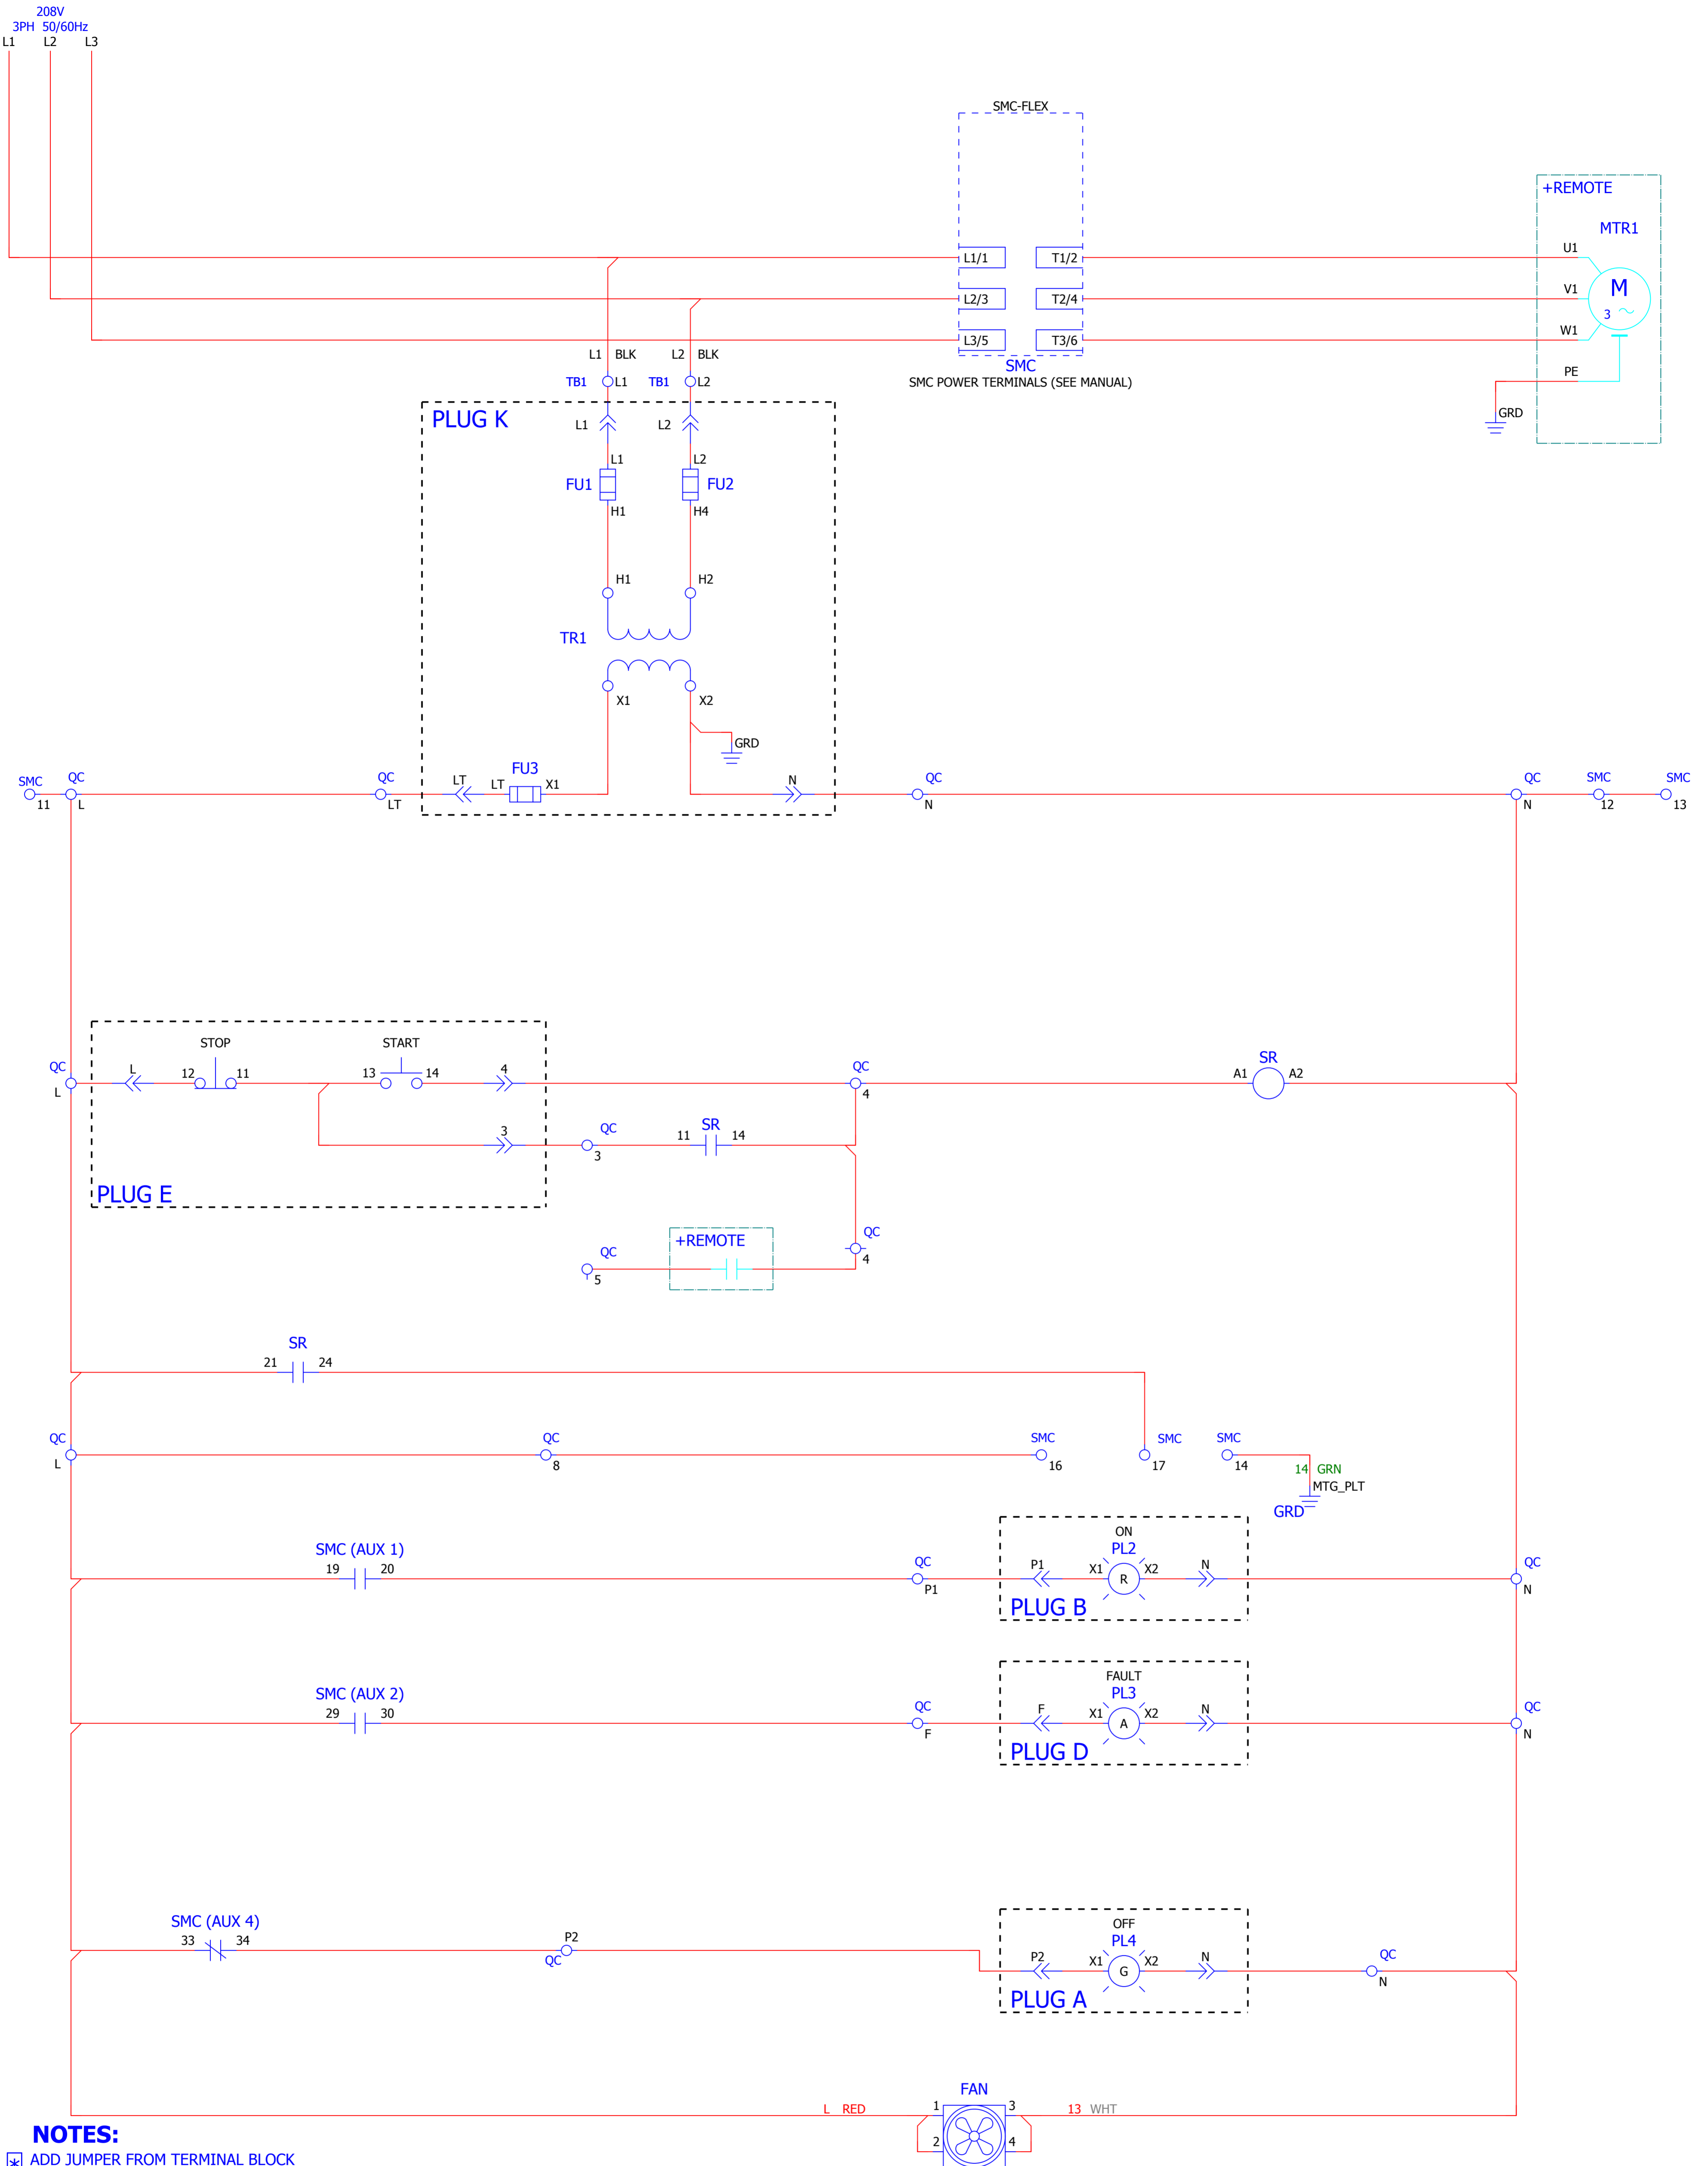 208V
3PH 50/60Hz
L1 L2 L3
SMC-FLEX
+REMOTE
MTR1
L1/1 T1/2 U1
L2/3 T2/4 V1
M
3
L3/5 T3/6 W1
SMC
SMC POWER TERMINALS (SEE MANUAL)
L1 BLK L2 BLK
TB1 L1 TB1 L2
PE
GRD
PLUG K
L1 L2
L1 L2
FU1 FU2
H1 H4
H1 H2
TR1
X1 X2
GRD
SMC QC QC LT LT FU3 X1 N QC QC SMC SMC
11 L LT N N 12 13
STOP START
QC L 12 11 13 14 4 QC SR
L 4 A1 A2
3 QC 11 SR 14
3
PLUG E
+REMOTE
QC QC
5 4
SR
21 24
QC QC SMC SMC SMC
L 8 16 17 14
14 GRN
MTG_PLT
GRD
ON
SMC (AUX 1) PL2
19 20 QC P1 X1 R X2 N QC
P1 N
PLUG B
FAULT
SMC (AUX 2) PL3
29 30 QC F X1 A X2 N QC
F N
PLUG D
SMC (AUX 4) OFF
33 34 P2 PL4
QC P2 X1 G X2 N QC
N
PLUG A
FAN
L RED 1 3 13 WHT
2 4
NOTES:
* ADD JUMPER FROM TERMINAL BLOCK